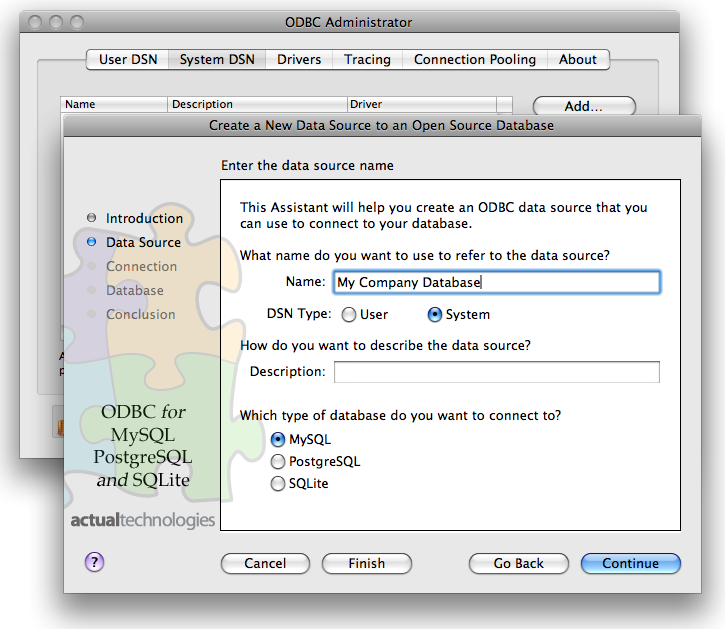 ODBC Administrator
User DSN System DSN Drivers Tracing Connection Pooling About
Name Description Driver
Add...
Create a New Data Source to an Open Source Database
Enter the data source name
Introduction
Data Source
Connection
Database
Conclusion
This Assistant will help you create an ODBC data source that you
can use to connect to your database.
What name do you want to use to refer to the data source?
Name: My Company Database
DSN Type: User System
How do you want to describe the data source?
Description:
Which type of database do you want to connect to?
MySQL
PostgreSQL
SQLite
ODBC for
MySQL
PostgreSQL
and SQLite
actualtechnologies
? Cancel Finish Go Back Continue